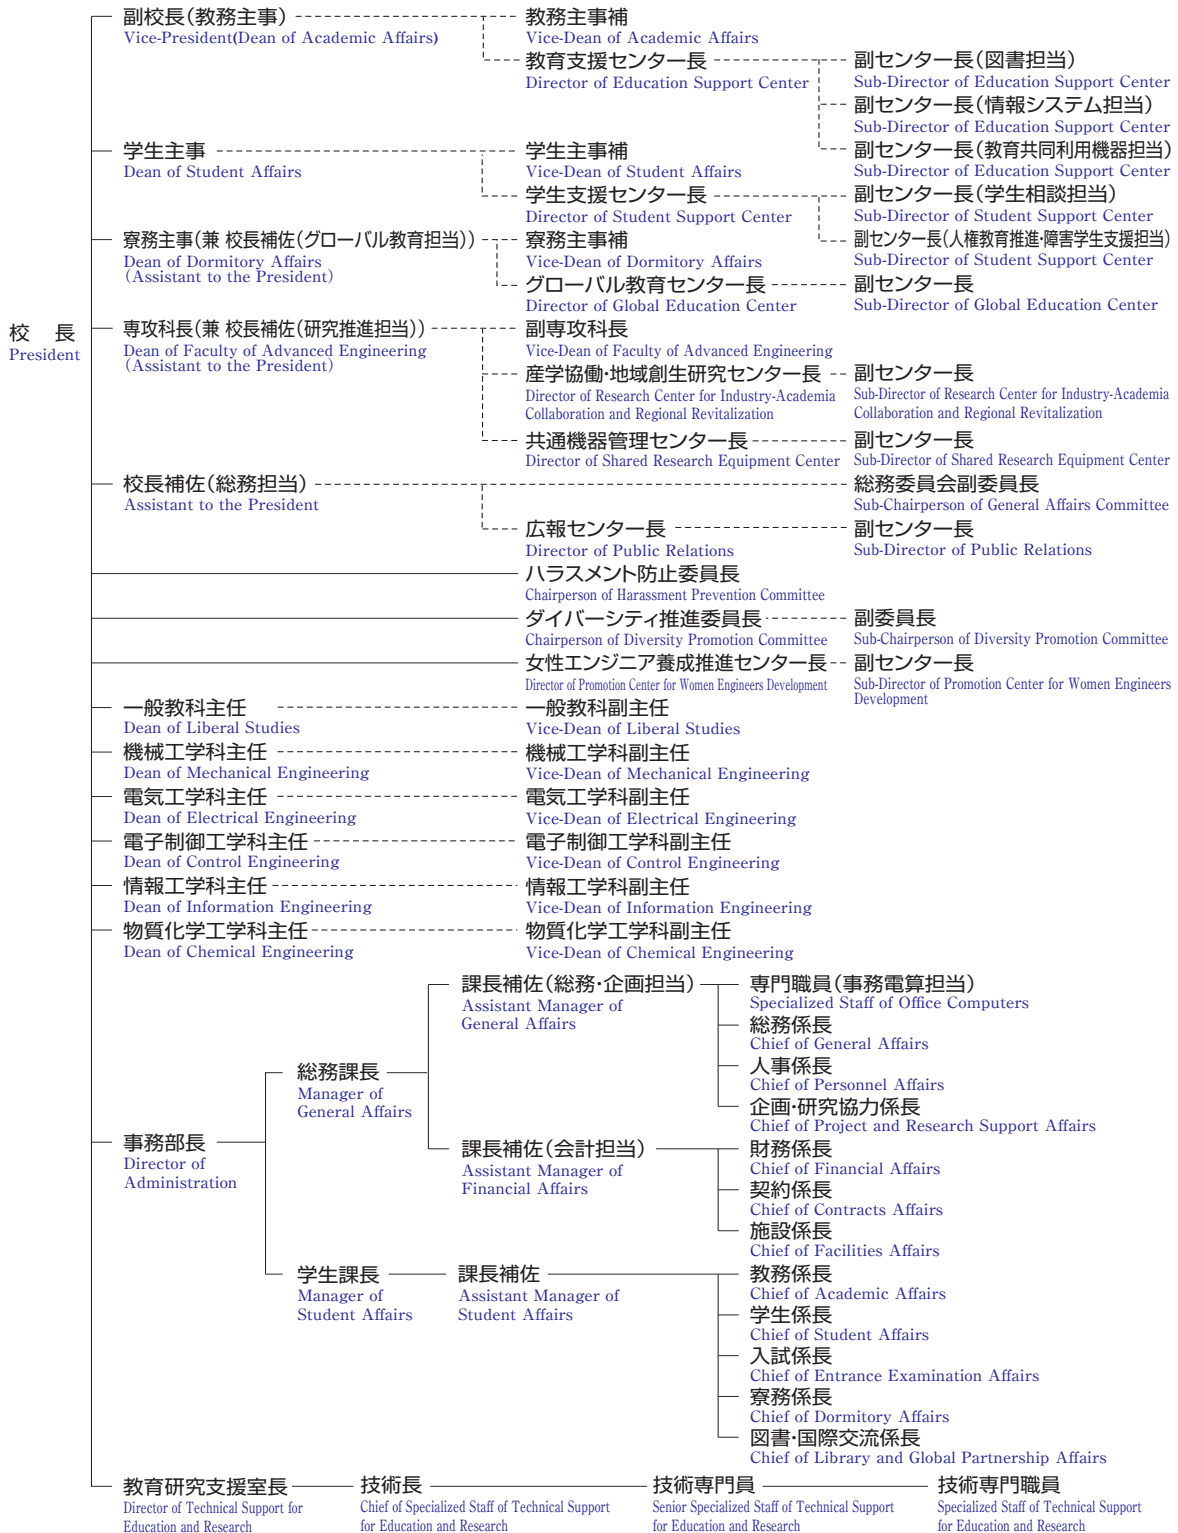 副校長(教務主事)
Vice-President(Dean of Academic Affairs)
教務主事補
Vice-Dean of Academic Affairs
教育支援センター長
Director of Education Support Center
副センター長(図書担当)
Sub-Director of Education Support Center
副センター長(情報システム担当)
Sub-Director of Education Support Center
副センター長(教育共同利用機器担当)
Sub-Director of Education Support Center
学生主事
Dean of Student Affairs
学生主事補
Vice-Dean of Student Affairs
学生支援センター長
Director of Student Support Center
副センター長(学生相談担当)
Sub-Director of Student Support Center
副センター長(人権教育推進・障害学生支援担当)
Sub-Director of Student Support Center
寮務主事(兼 校長補佐(グローバル教育担当))
Dean of Dormitory Affairs
(Assistant to the President)
寮務主事補
Vice-Dean of Dormitory Affairs
グローバル教育センター長
Director of Global Education Center
副センター長
Sub-Director of Global Education Center
校 長
President
専攻科長(兼 校長補佐(研究推進担当))
Dean of Faculty of Advanced Engineering
(Assistant to the President)
副専攻科長
Vice-Dean of Faculty of Advanced Engineering
産学協働・地域創生研究センター長
Director of Research Center for Industry-Academia
Collaboration and Regional Revitalization
副センター長
Sub-Director of Research Center for Industry-Academia
Collaboration and Regional Revitalization
共通機器管理センター長
Director of Shared Research Equipment Center
副センター長
Sub-Director of Shared Research Equipment Center
校長補佐(総務担当)
Assistant to the President
総務委員会副委員長
Sub-Chairperson of General Affairs Committee
広報センター長
Director of Public Relations
副センター長
Sub-Director of Public Relations
ハラスメント防止委員長
Chairperson of Harassment Prevention Committee
ダイバーシティ推進委員長
Chairperson of Diversity Promotion Committee
副委員長
Sub-Chairperson of Diversity Promotion Committee
女性エンジニア養成推進センター長
Director of Promotion Center for Women Engineers Development
副センター長
Sub-Director of Promotion Center for Women Engineers
Development
一般教科主任
Dean of Liberal Studies
一般教科副主任
Vice-Dean of Liberal Studies
機械工学科主任
Dean of Mechanical Engineering
機械工学科副主任
Vice-Dean of Mechanical Engineering
電気工学科主任
Dean of Electrical Engineering
電気工学科副主任
Vice-Dean of Electrical Engineering
電子制御工学科主任
Dean of Control Engineering
電子制御工学科副主任
Vice-Dean of Control Engineering
情報工学科主任
Dean of Information Engineering
情報工学科副主任
Vice-Dean of Information Engineering
物質化学工学科主任
Dean of Chemical Engineering
物質化学工学科副主任
Vice-Dean of Chemical Engineering
事務部長
Director of
Administration
総務課長
Manager of
General Affairs
課長補佐(総務・企画担当)
Assistant Manager of
General Affairs
専門職員(事務電算担当)
Specialized Staff of Office Computers
総務係長
Chief of General Affairs
人事係長
Chief of Personnel Affairs
企画・研究協力係長
Chief of Project and Research Support Affairs
課長補佐(会計担当)
Assistant Manager of
Financial Affairs
財務係長
Chief of Financial Affairs
契約係長
Chief of Contracts Affairs
施設係長
Chief of Facilities Affairs
学生課長
Manager of
Student Affairs
課長補佐
Assistant Manager of
Student Affairs
教務係長
Chief of Academic Affairs
学生係長
Chief of Student Affairs
入試係長
Chief of Entrance Examination Affairs
寮務係長
Chief of Dormitory Affairs
図書・国際交流係長
Chief of Library and Global Partnership Affairs
教育研究支援室長
Director of Technical Support for
Education and Research
技術長
Chief of Specialized Staff of Technical Support
for Education and Research
技術専門員
Senior Specialized Staff of Technical Support
for Education and Research
技術専門職員
Specialized Staff of Technical Support
for Education and Research